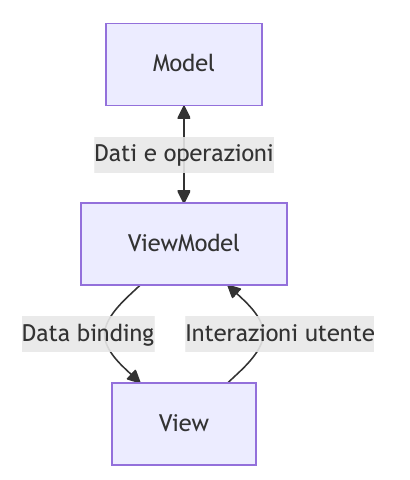 Model
Dati e operazioni
ViewModel
Data binding
Interazioni utente
View